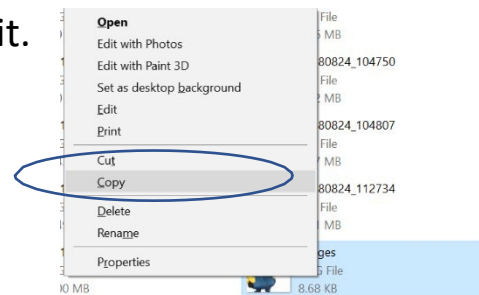 it.
Open
File
MB
Edit with Photos
Edit with Paint 3D
80824_104750
File
Set as desktop background
MB
Edit
Print
80824_104807
File
Cut
MB
Copy
80824_112734
File
Delete
MB
Rename
ges
Properties
File
00 MB
8.68 KB